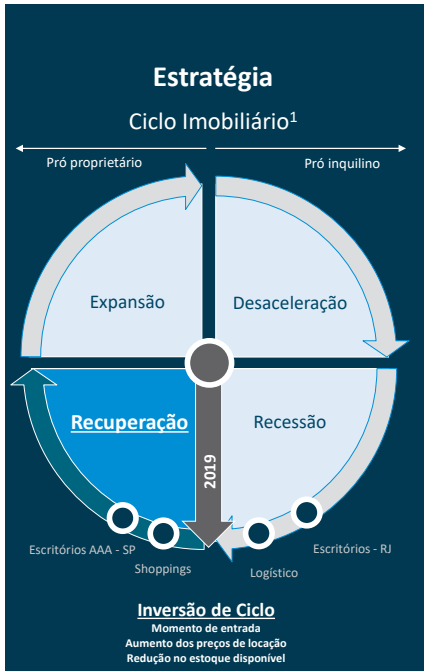 Estratégia
Ciclo Imobiliário¹
Pró proprietário
Pró inquilino
Expansão
Desaceleração
Recuperação
Recessão
2019
Escritórios AAA - SP
Shoppings
Logístico
Escritórios - RJ
Inversão de Ciclo
Momento de entrada
Aumento dos preços de locação
Redução no estoque disponível